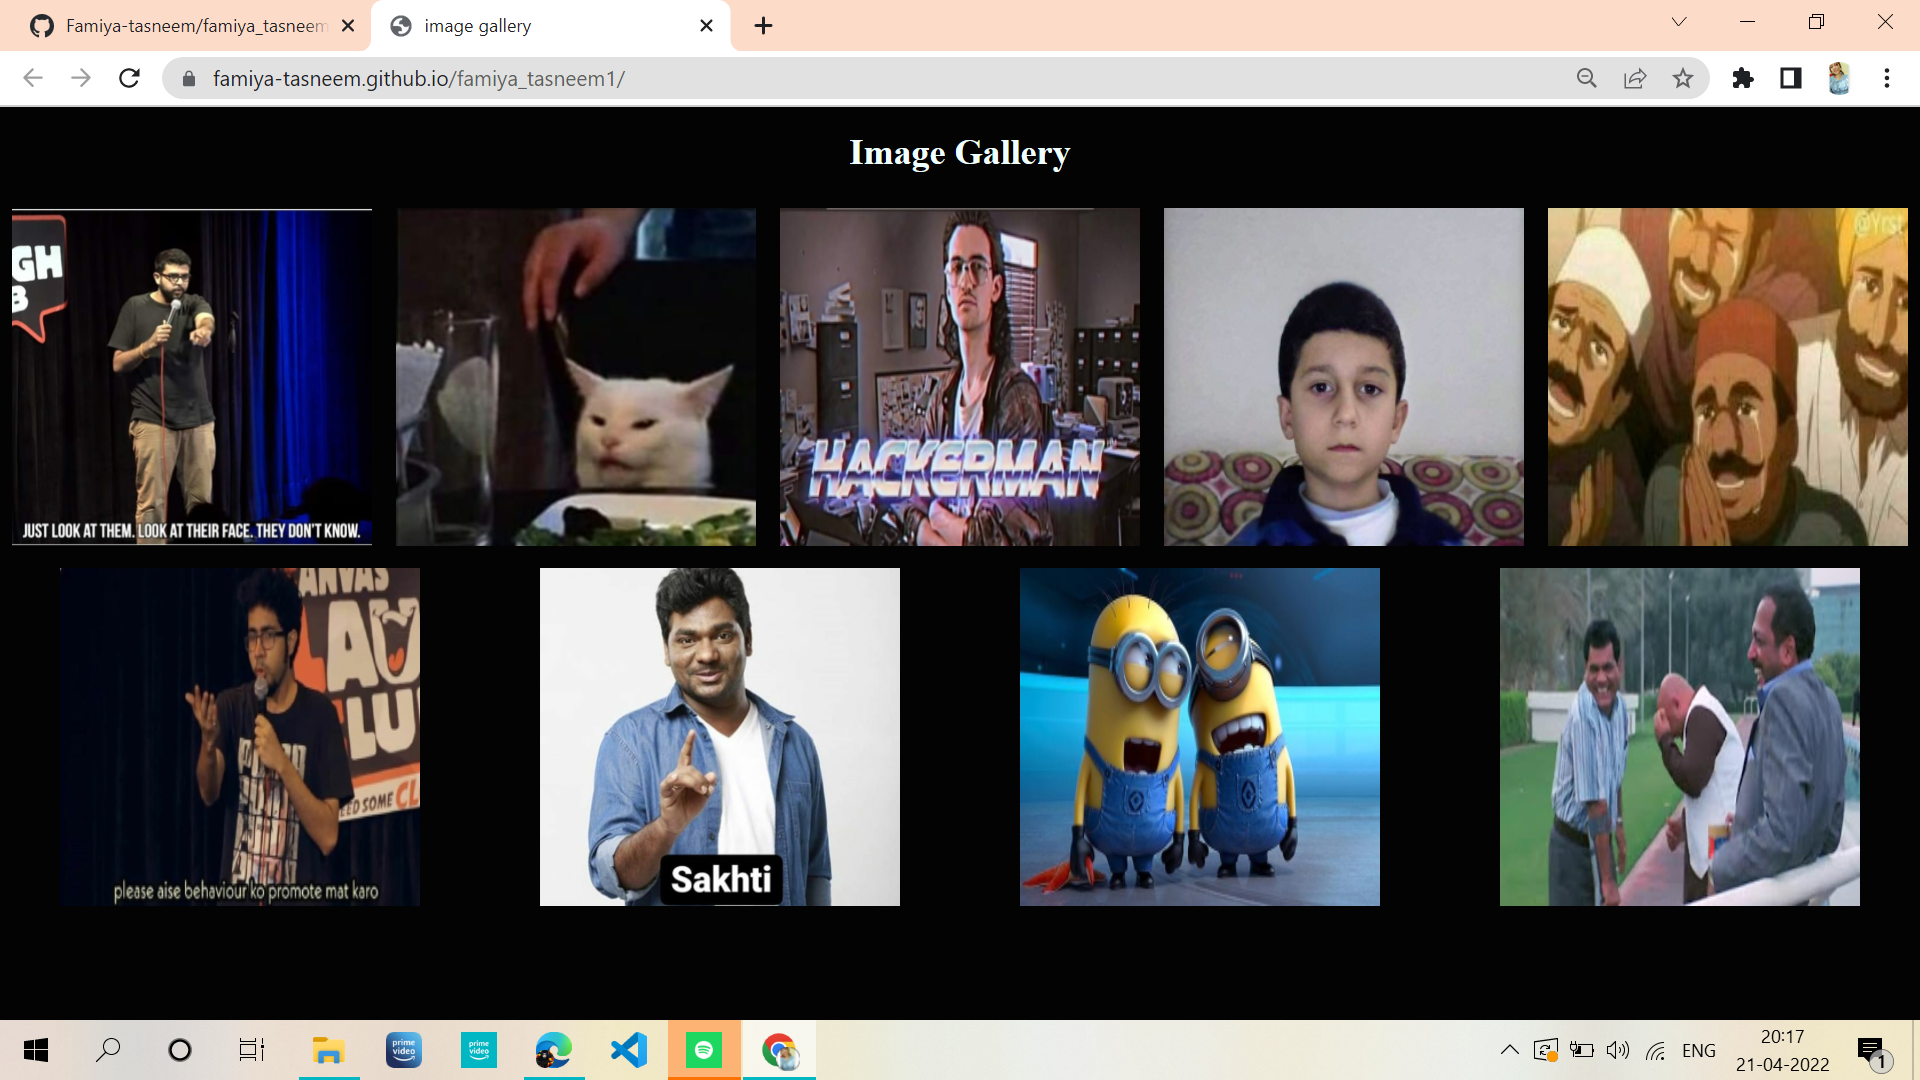 Famiya-tasneem/famiya_tasneem
image gallery
famiya-tasneem.github.io/famiya_tasneem1/
Image Gallery
GH
B
JUST LOOK AT THEM. LOOK AT THEIR FACE. THEY DON'T KNOW.
HACKERMAN
@Yrst
ANVAS
LAU
CLU
EED SOME CL
please aise behaviour ko promote mat karo
Sakhti
prime video
prime video
ENG
20:17
21-04-2022
1